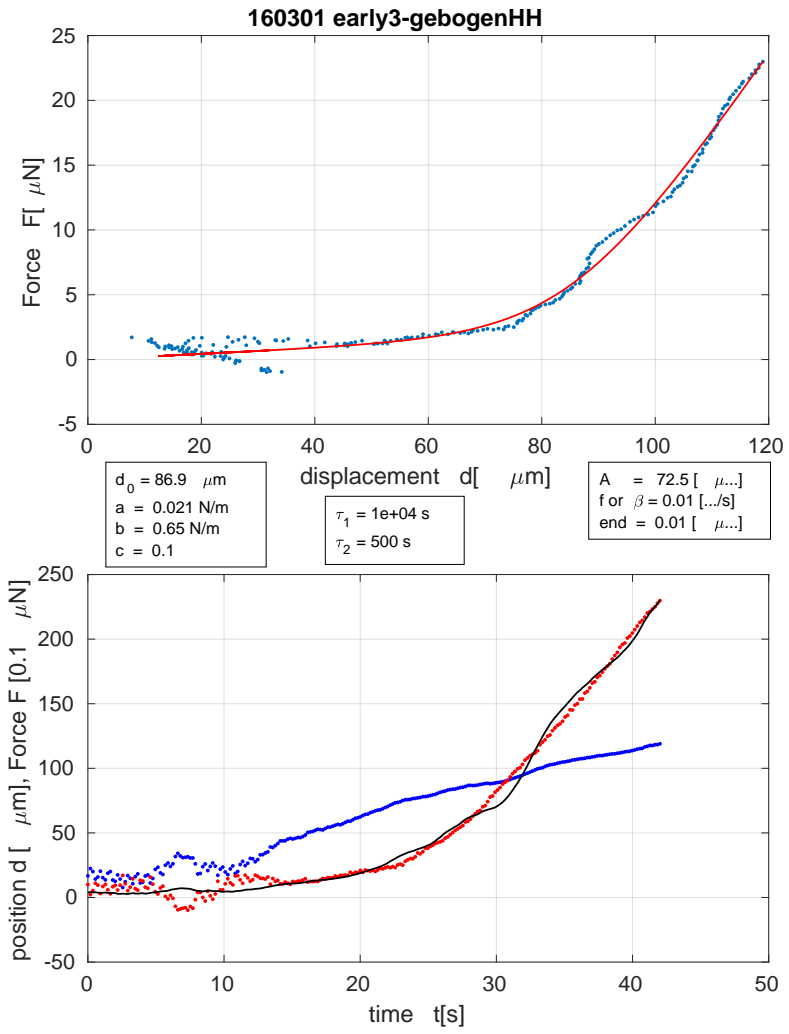 160301 early3-gebogenHH
25
20
15
10
5
0
-5
Force F[ μN]
0 20 40 60 80 100 120
displacement d[ μm]
d0 = 86.9 μm
a = 0.021 N/m
b = 0.65 N/m
c = 0.1
τ1 = 1e+04 s
τ2 = 500 s
A = 72.5 [ μ...]
f or β = 0.01 [.../s]
end = 0.01 [ μ...]
250
200
150
100
50
0
-50
position d [ μm], Force F [0.1 μN]
0 10 20 30 40 50
time t[s]